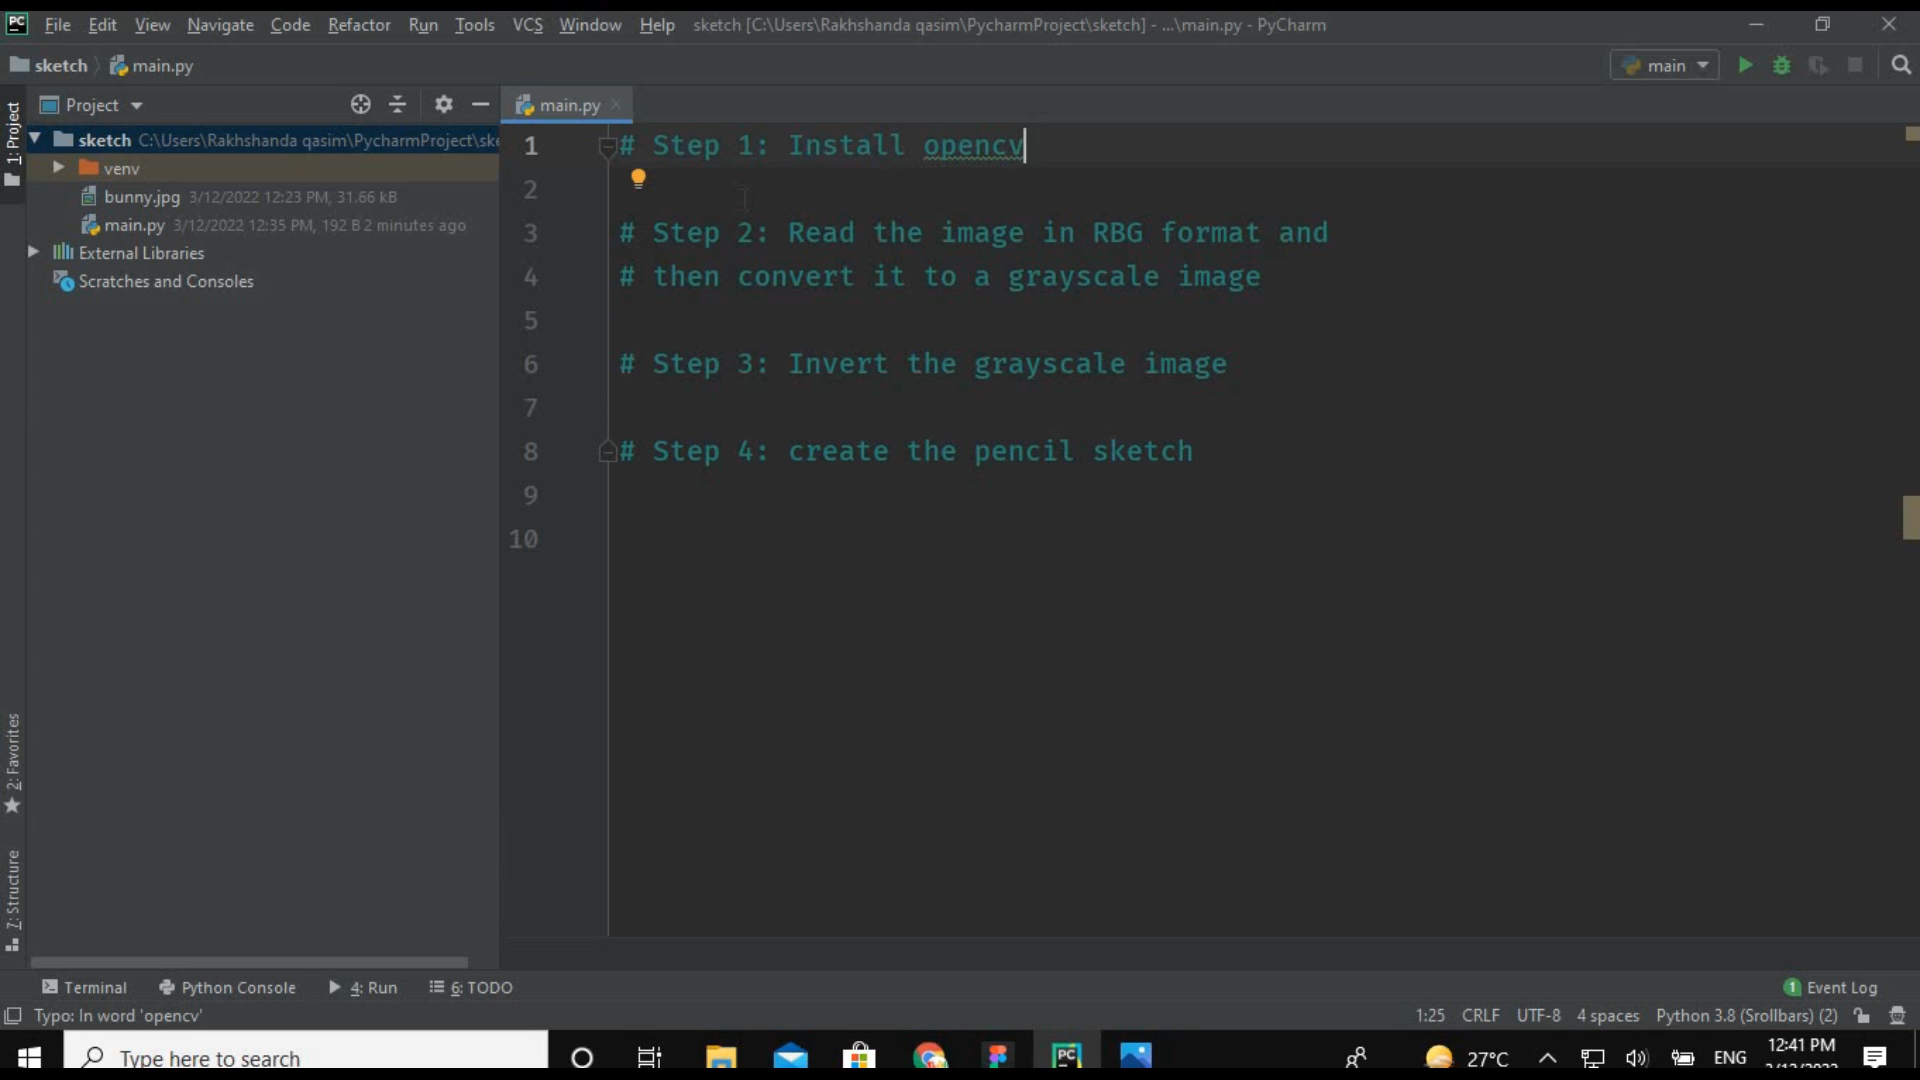 PC File Edit View Navigate Code Refactor Run Tools VCS Window Help sketch [C:\Users\Rakhshanda qasim\PycharmProject\sketch] - ...\main.py - PyCharm
sketch main.py main
1: Project
Project main.py
sketch C:\Users\Rakhshanda qasim\PycharmProject\ske
venv
bunny.jpg 3/12/2022 12:23 PM, 31.66 kB
main.py 3/12/2022 12:35 PM, 192 B 2 minutes ago
External Libraries
Scratches and Consoles
1 # Step 1: Install opencv
2
3 # Step 2: Read the image in RBG format and
4 # then convert it to a grayscale image
5
6 # Step 3: Invert the grayscale image
7
8 # Step 4: create the pencil sketch
9
10
2: Favorites
7: Structure
Terminal Python Console 4: Run 6: TODO 1 Event Log
Typo: In word 'opencv' 1:25 CRLF UTF-8 4 spaces Python 3.8 (Srollbars) (2)
Type here to search PC 27°C ENG 12:41 PM